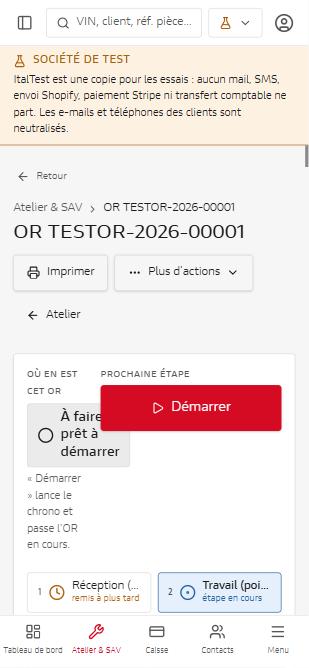 VIN, client, réf. pièce...
SOCIÉTÉ DE TEST
ItalTest est une copie pour les essais : aucun mail, SMS,
envoi Shopify, paiement Stripe ni transfert comptable ne
part. Les e-mails et téléphones des clients sont
neutralisés.
Retour
Atelier & SAV > OR TESTOR-2026-00001
OR TESTOR-2026-00001
Imprimer
Plus d'actions
Atelier
OÙ EN EST
CET OR
PROCHAINE ÉTAPE
À faire
prêt à
démarrer
Démarrer
« Démarrer
» lance le
chrono et
passe l'OR
en cours.
1 Réception (...
remis à plus tard
2 Travail (poi...
étape en cours
Tableau de bord
Atelier & SAV
Caisse
Contacts
Menu